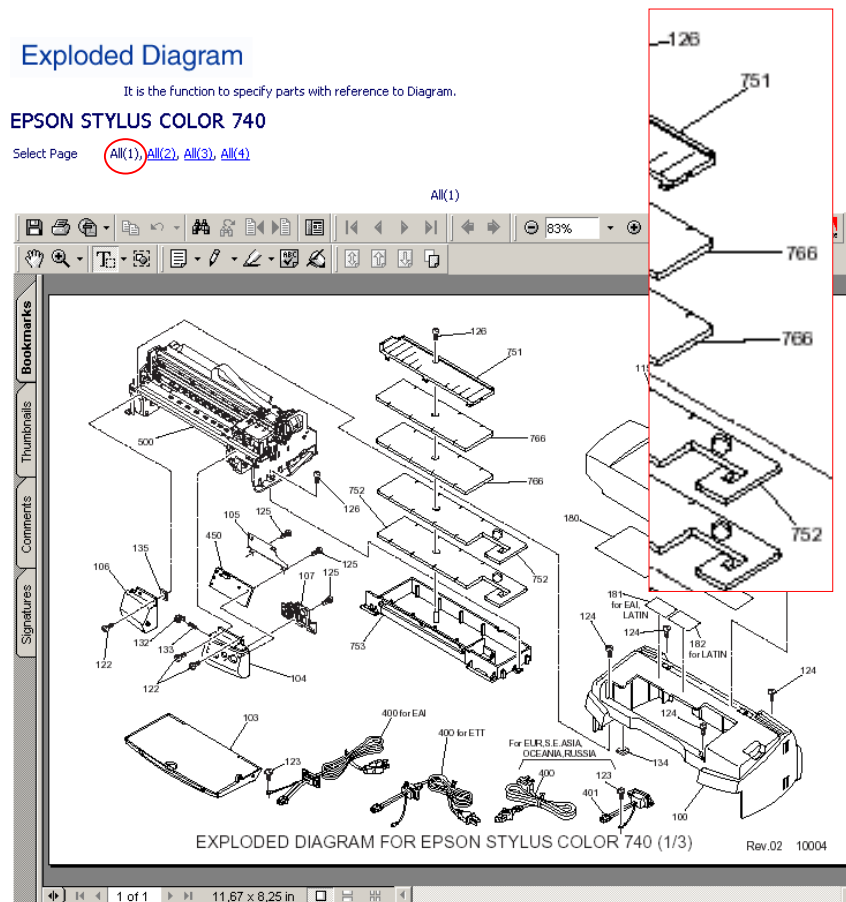 Exploded Diagram
It is the function to specify parts with reference to Diagram.
EPSON STYLUS COLOR 740
Select Page All(1), All(2), All(3), All(4)
All(1)
83%
Bookmarks
Thumbnails
Comments
Signatures
126
751
766
766
752
126
751
766
766
752
752
753
500
126
125
105
450
125
125
107
135
106
132
133
122
122
104
103
123
400 for EAI
400 for ETT
For EUR,S.E.ASIA,
OCEANIA,RUSSIA
400
401
123
180
181
for EAI,
LATIN
182
for LATIN
124
124
124
124
134
100
EXPLODED DIAGRAM FOR EPSON STYLUS COLOR 740 (1/3)
Rev.02 10004
1 of 1
11,67 x 8,25 in